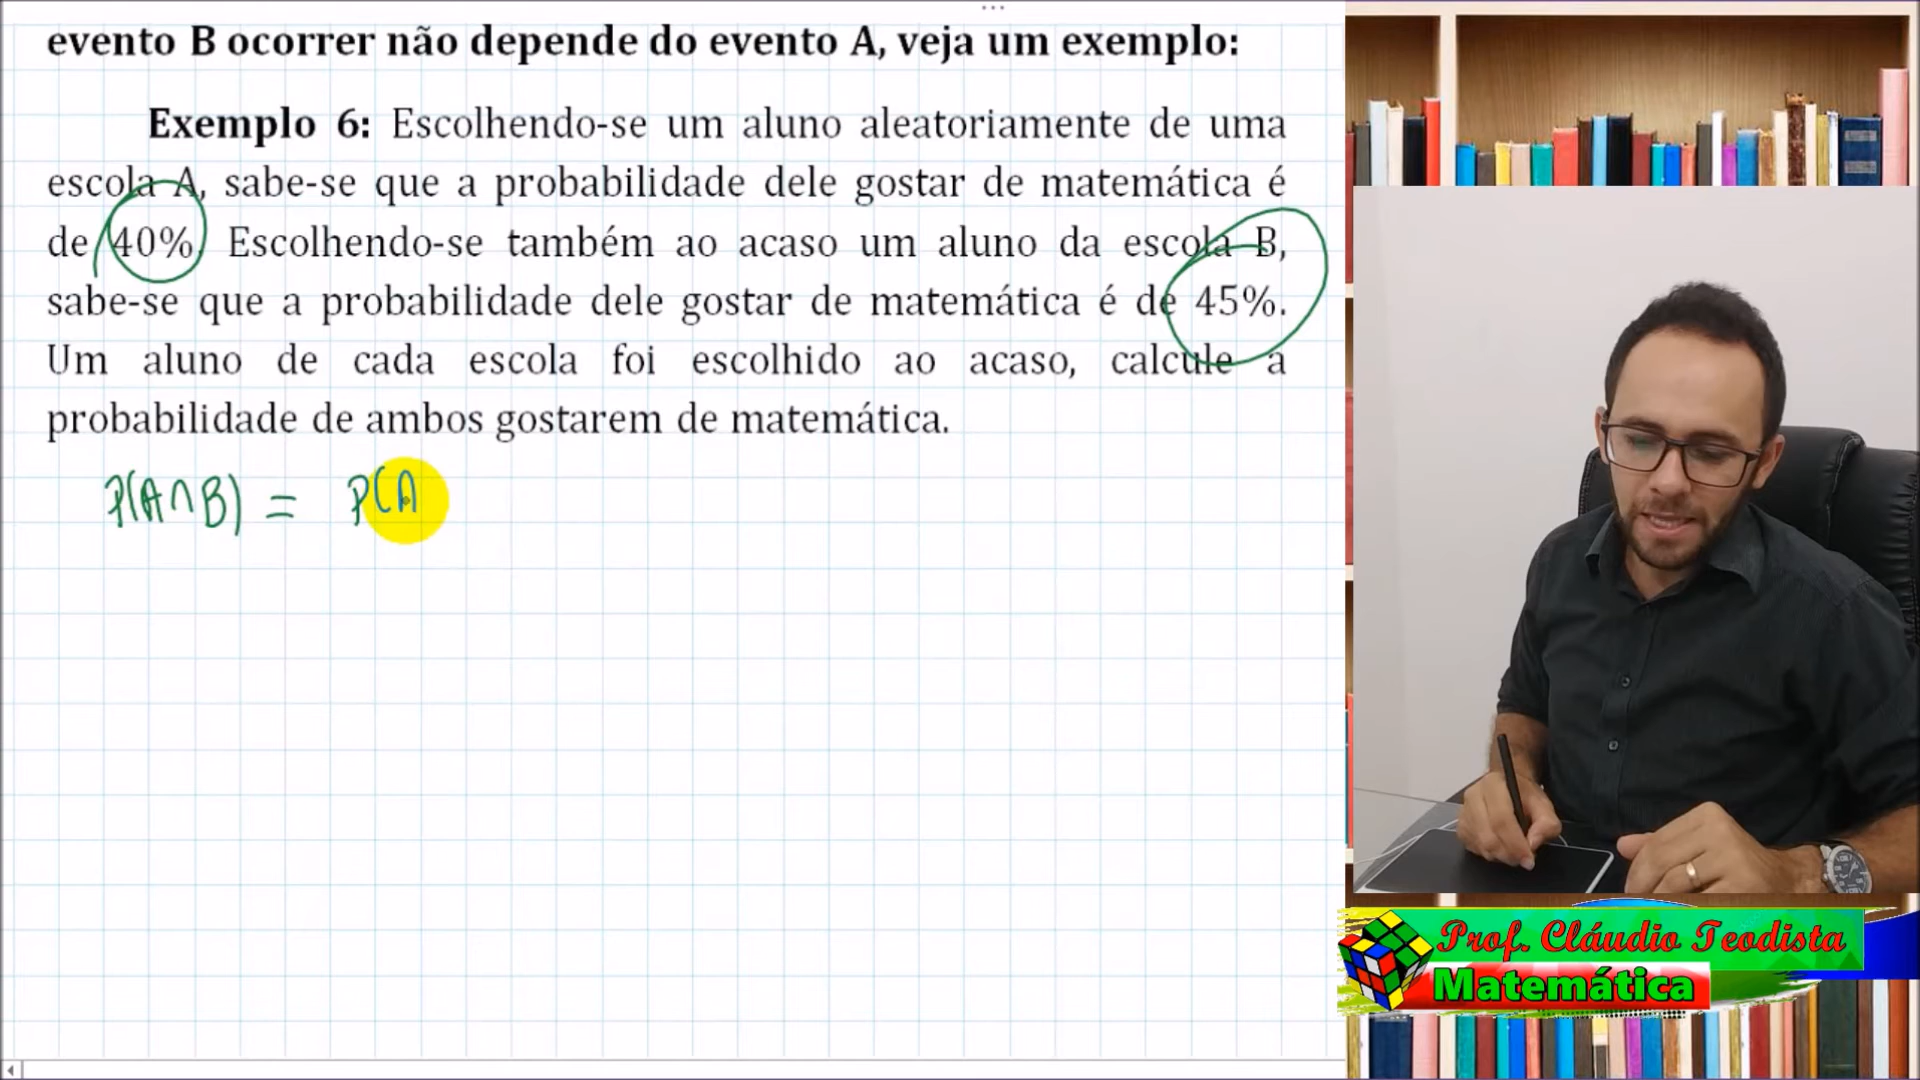 evento B ocorrer não depende do evento A, veja um exemplo:
Exemplo 6: Escolhendo-se um aluno aleatoriamente de uma
escola A, sabe-se que a probabilidade dele gostar de matemática é
de 40%. Escolhendo-se também ao acaso um aluno da escola B,
sabe-se que a probabilidade dele gostar de matemática é de 45%.
Um aluno de cada escola foi escolhido ao acaso, calcule a
probabilidade de ambos gostarem de matemática.
P(A∩B) = P(A
Prof. Cláudio Teodista
Matemática